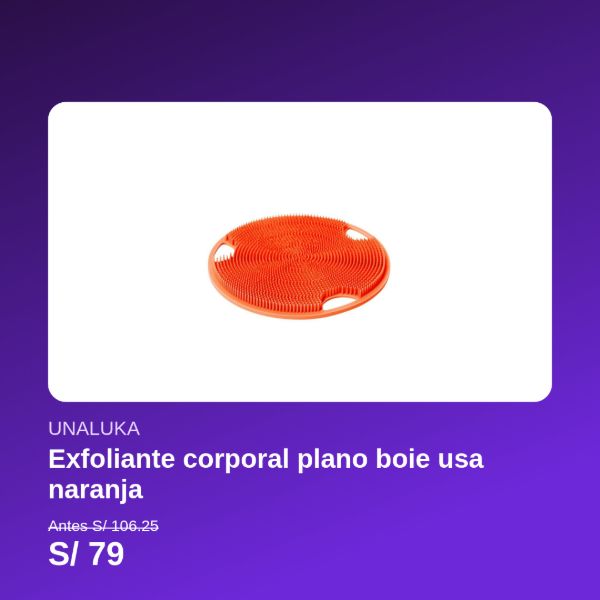 UNALUKA
Exfoliante corporal plano boie usa
naranja
Antes S/ 106.25
S/ 79